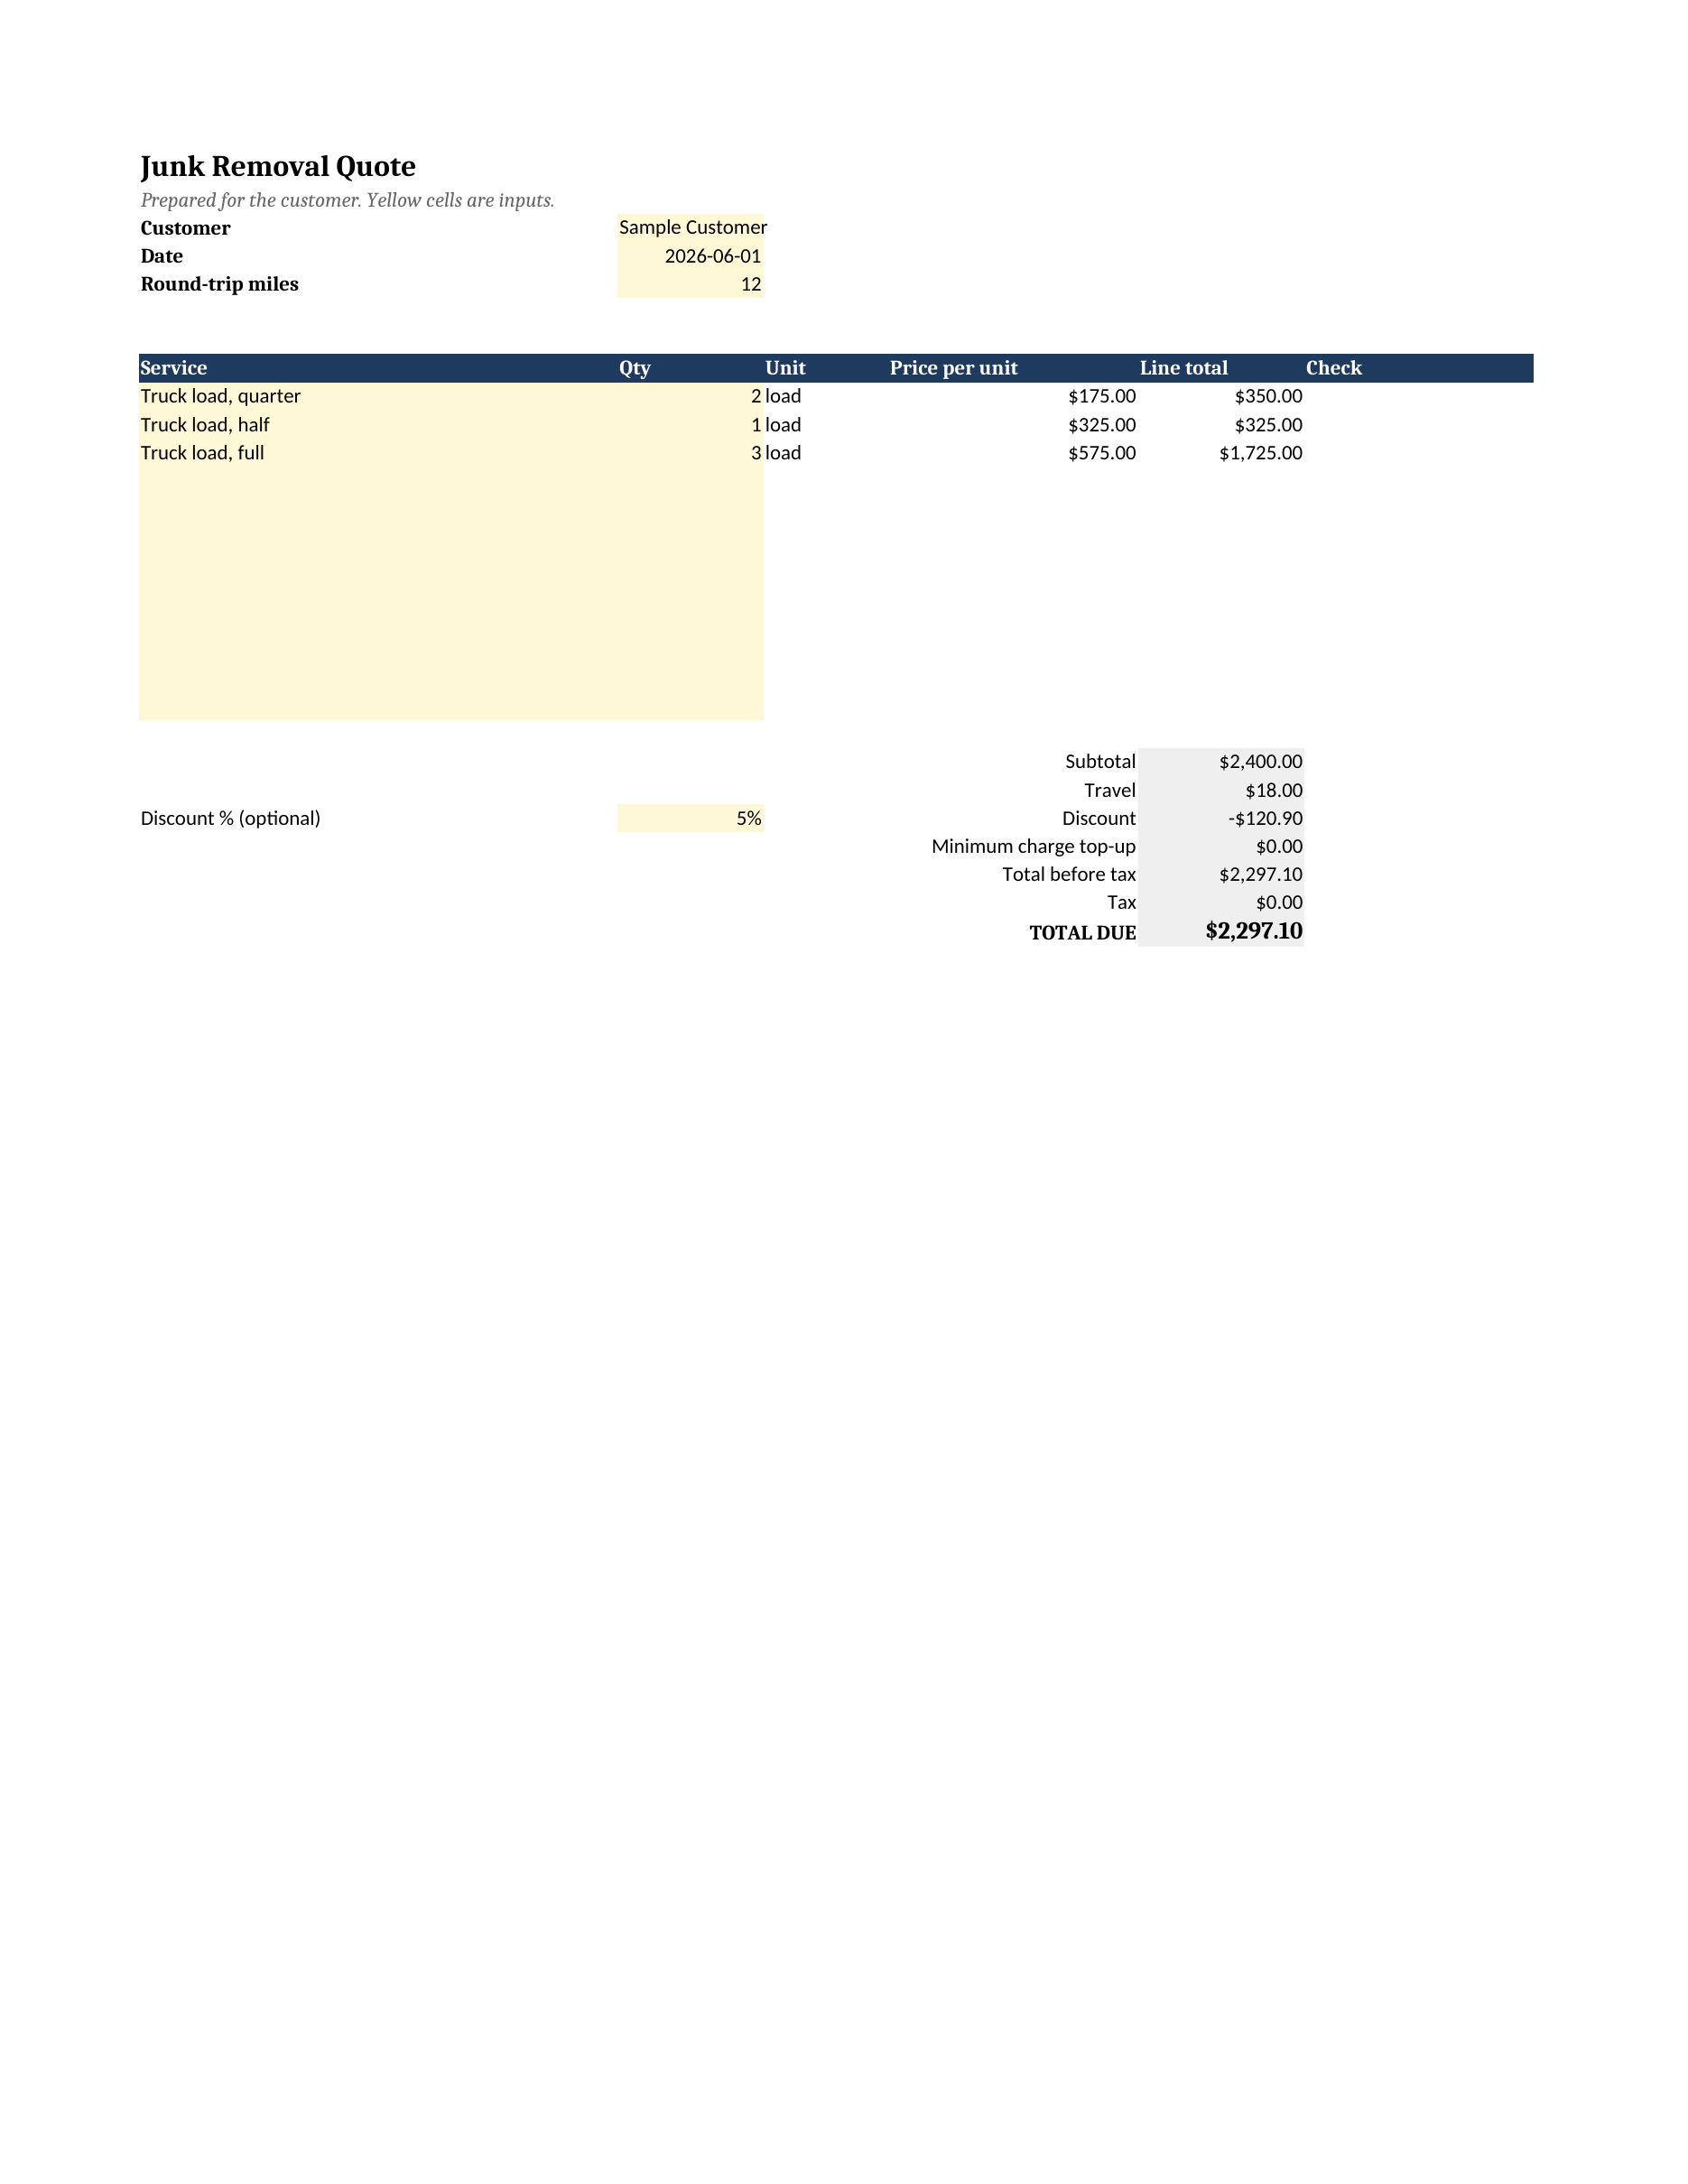 Junk Removal Quote
Prepared for the customer. Yellow cells are inputs.
Customer Sample Customer
Date 2026-06-01
Round-trip miles 12
Service Qty Unit Price per unit Line total Check
Truck load, quarter 2 load $175.00 $350.00
Truck load, half 1 load $325.00 $325.00
Truck load, full 3 load $575.00 $1,725.00
Subtotal $2,400.00
Travel $18.00
Discount % (optional) 5% Discount -$120.90
Minimum charge top-up $0.00
Total before tax $2,297.10
Tax $0.00
TOTAL DUE $2,297.10